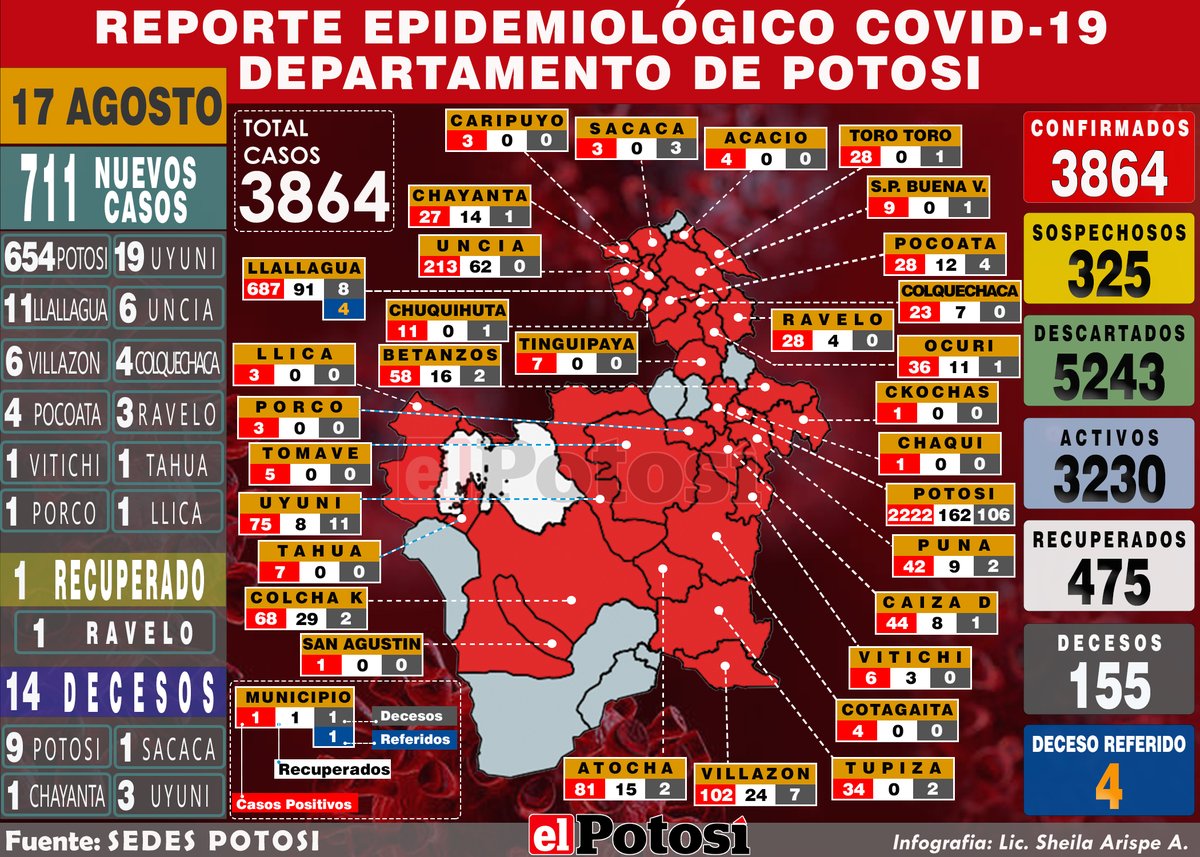 REPORTE EPIDEMIOLÓGICO COVID-19
DEPARTAMENTO DE POTOSI
17 AGOSTO
711 NUEVOS CASOS
654 POTOSI
19 UYUNI
11 LLALLAGUA
6 UNCIA
6 VILLAZON
4 COLQUECHACA
4 POCOATA
3 RAVELO
1 VITICHI
1 TAHUA
1 PORCO
1 LLICA
1 RECUPERADO
1 RAVELO
14 DECESOS
9 POTOSI
1 SACACA
1 CHAYANTA
3 UYUNI
TOTAL
CASOS
3864
CARIPUYO
3 0 0
SACACA
3 0 3
ACACIO
4 0 0
TORO TORO
28 0 1
CHAYANTA
27 14 1
S.P. BUENA V.
9 0 1
UNCIA
213 62 0
POCOATA
28 12 4
LLALLAGUA
687 91 8
4
COLQUECHACA
23 7 0
CHUQUIHUTA
11 0 1
RAVELO
28 4 0
TINGUIPAYA
7 0 0
OCURI
36 11 1
LLICA
3 0 0
BETANZOS
58 16 2
CKOCHAS
1 0 0
PORCO
3 0 0
CHAQUI
1 0 0
TOMAVE
5 0 0
POTOSI
2222 162 106
UYUNI
75 8 11
PUNA
42 9 2
TAHUA
7 0 0
CAIZA D
44 8 1
COLCHA K
68 29 2
SAN AGUSTIN
1 0 0
VITICHI
6 3 0
COTAGAITA
4 0 0
ATOCHA
81 15 2
VILLAZON
102 24 7
TUPIZA
34 0 2
MUNICIPIO
1 1 1
1
Decesos
Referidos
Recuperados
Casos Positivos
el Potosí
CONFIRMADOS
3864
SOSPECHOSOS
325
DESCARTADOS
5243
ACTIVOS
3230
RECUPERADOS
475
DECESOS
155
DECESO REFERIDO
4
Fuente: SEDES POTOSI
el Potosí
Infografia: Lic. Sheila Arispe A.